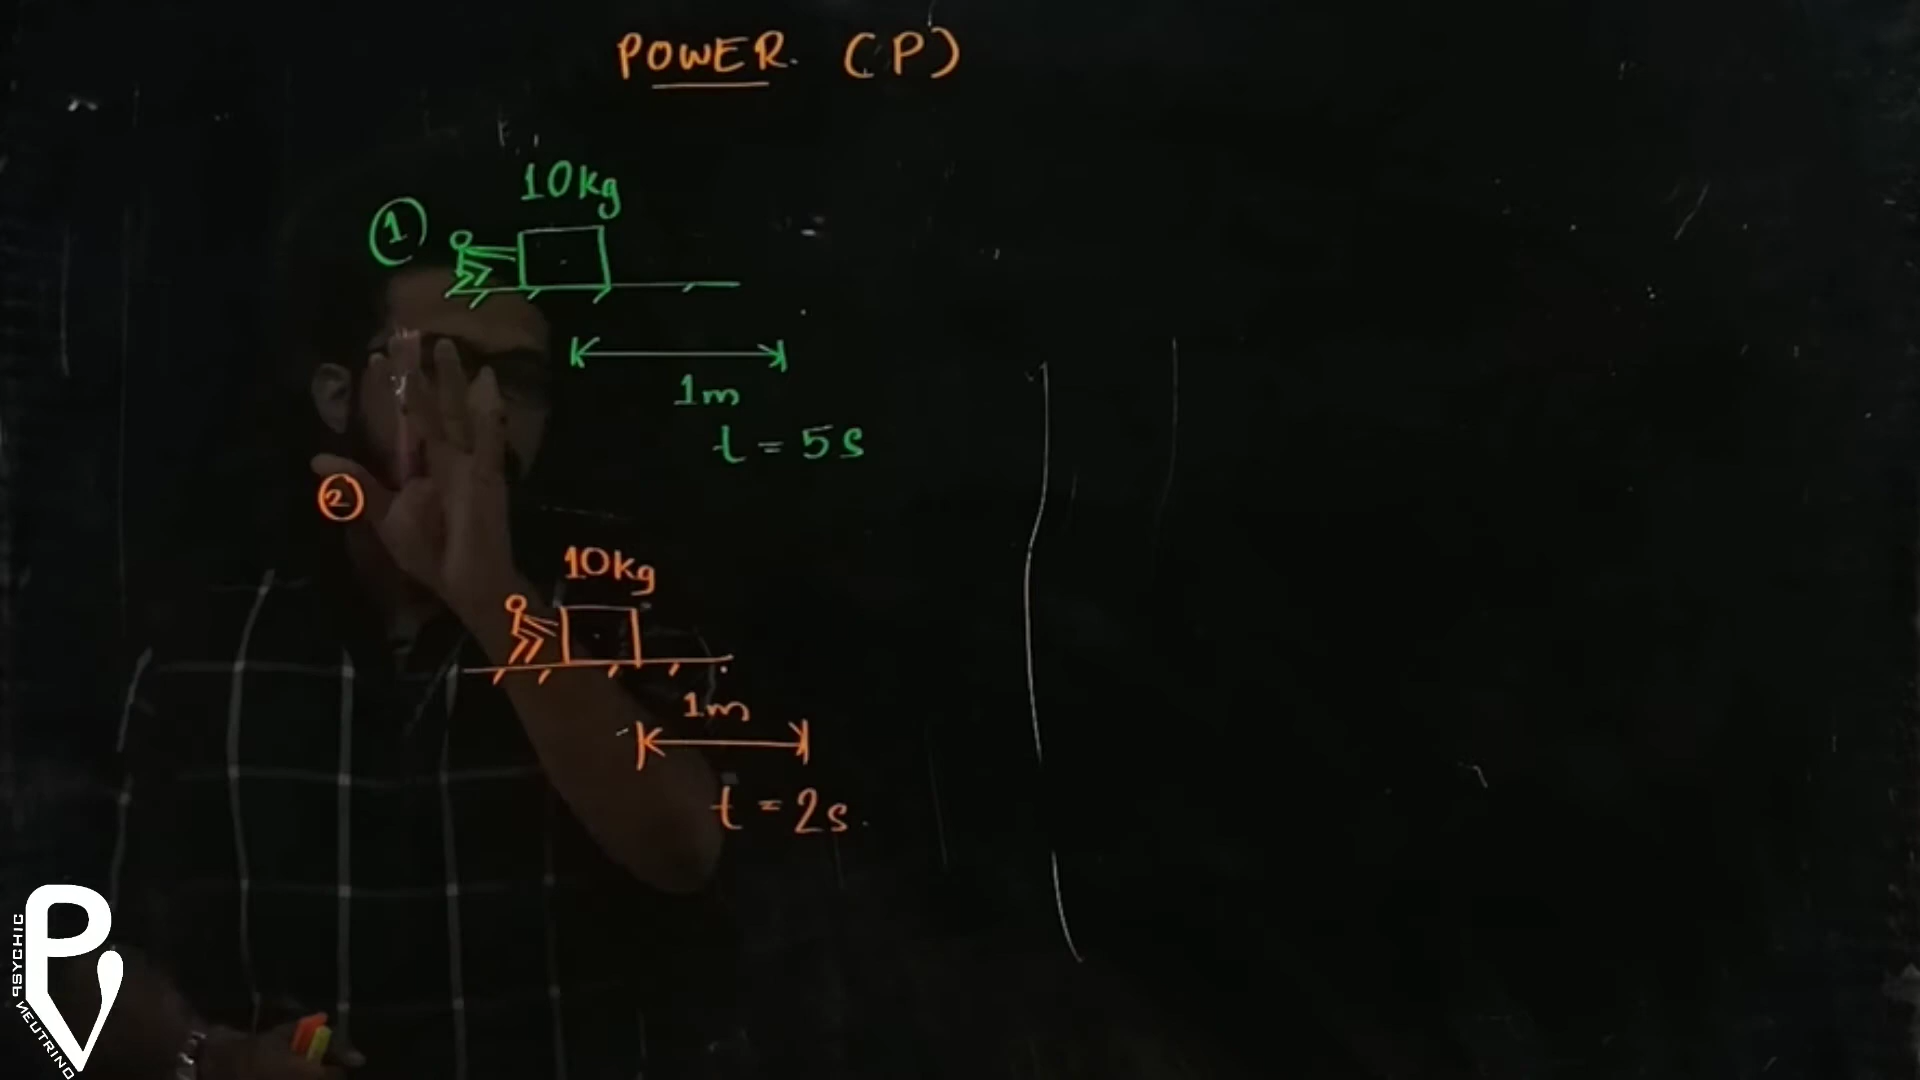 POWER. (P)
10kg
1
1m
t = 5s
2
10kg
1m
t = 2s.
PSYCHIC
NEUTRINO